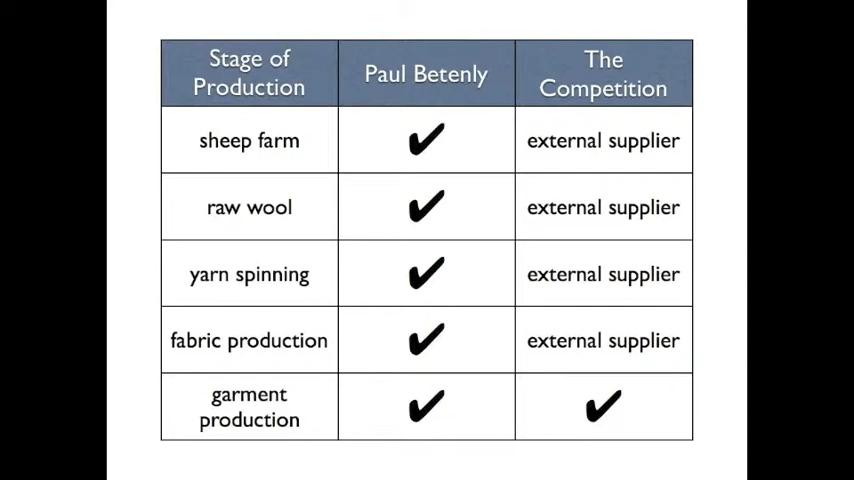 Stage of
Production
Paul Betenly
The
Competition
sheep farm
✔
external supplier
raw wool
✔
external supplier
yarn spinning
✔
external supplier
fabric production
✔
external supplier
garment
production
✔
✔